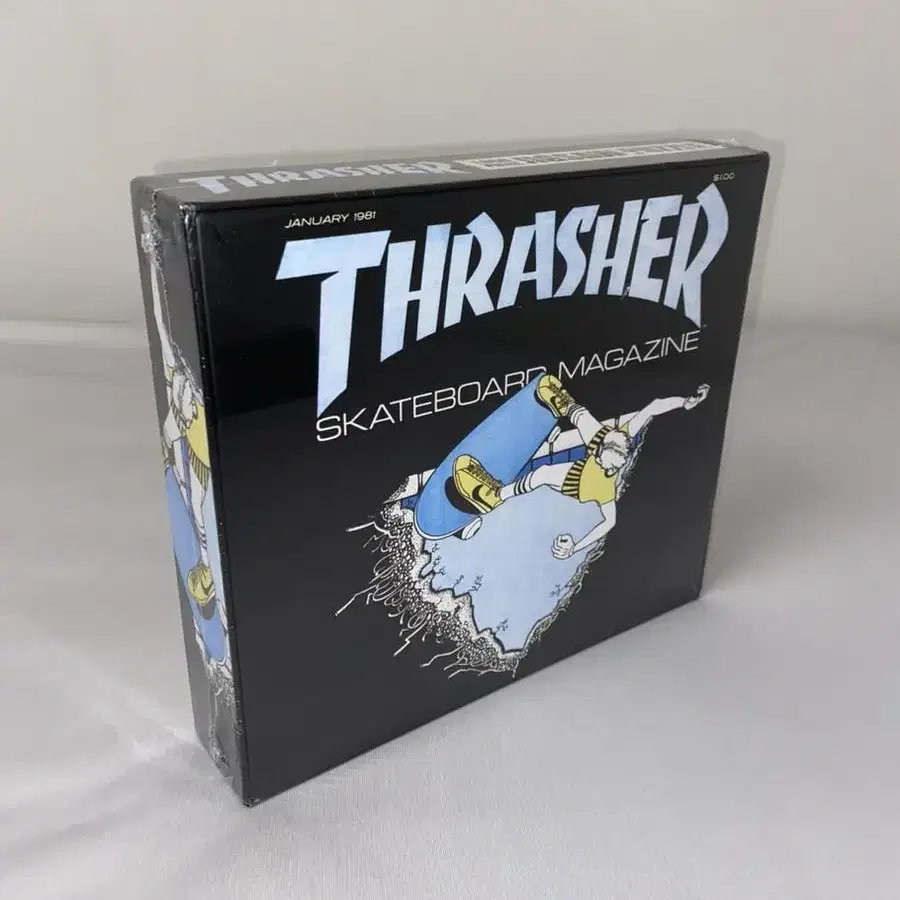 THRASHER
JANUARY 1981
$1.00
THRASHER
SKATEBOARD MAGAZINE